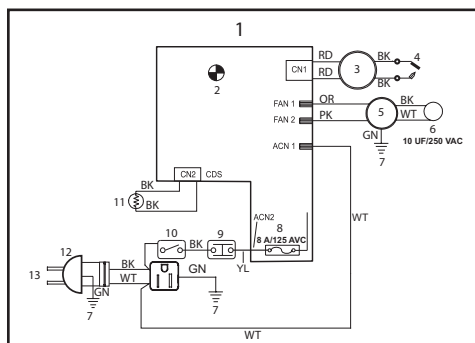 1
2
CN1
RD
RD
3
BK
BK
4
FAN 1
OR
FAN 2
PK
5
BK
WT
6
10 UF/250 VAC
GN
7
ACN 1
CN2
CDS
BK
BK
11
WT
ACN2
8
8 A/125 AVC
10
9
BK
YL
12
13
BK
WT
GN
7
GN
7
WT